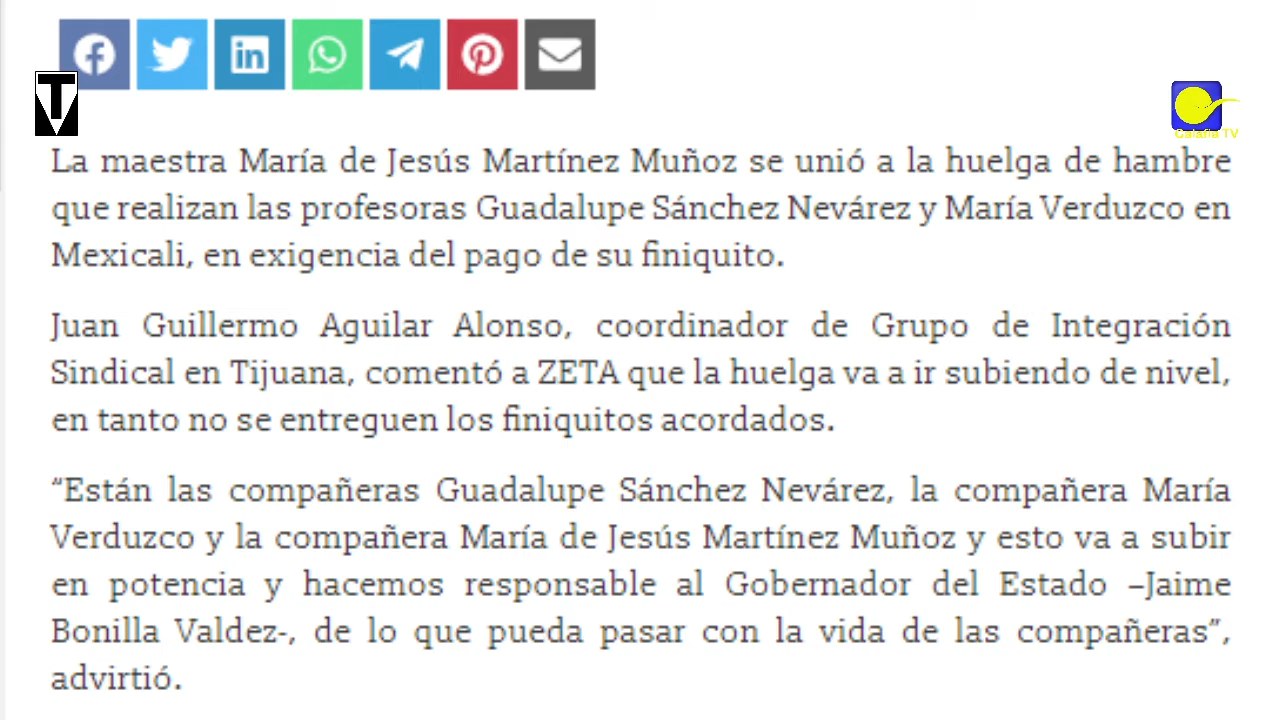 T
Calafia TV
La maestra María de Jesús Martínez Muñoz se unió a la huelga de hambre
que realizan las profesoras Guadalupe Sánchez Nevárez y María Verduzco en
Mexicali, en exigencia del pago de su finiquito.
Juan Guillermo Aguilar Alonso, coordinador de Grupo de Integración
Sindical en Tijuana, comentó a ZETA que la huelga va a ir subiendo de nivel,
en tanto no se entreguen los finiquitos acordados.
“Están las compañeras Guadalupe Sánchez Nevárez, la compañera María
Verduzco y la compañera María de Jesús Martínez Muñoz y esto va a subir
en potencia y hacemos responsable al Gobernador del Estado –Jaime
Bonilla Valdez-, de lo que pueda pasar con la vida de las compañeras”,
advirtió.